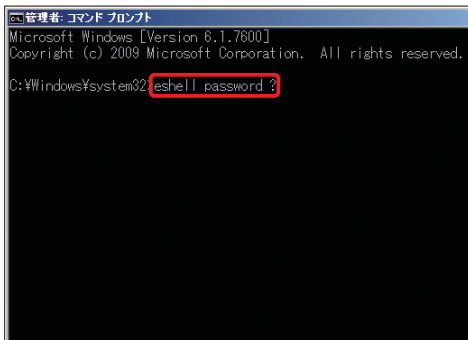 管理者: コマンド プロンプト
Microsoft Windows [Version 6.1.7600]
Copyright (c) 2009 Microsoft Corporation.  All rights reserved.
C:¥Windows¥system32>eshell password ?